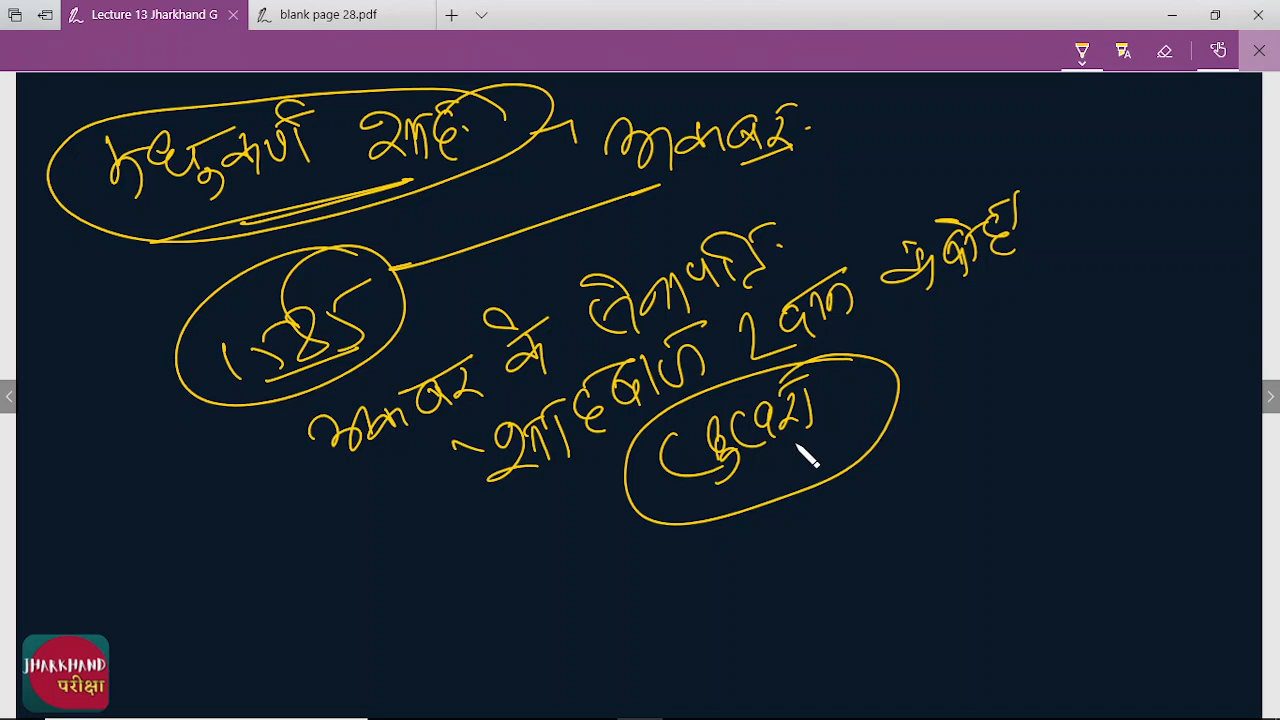 Lecture 13 Jharkhand G
blank page 28.pdf
मधुकर्ण शाह - अकबर
1585
अकबर के सेनापति
- शाहबाज खान कंबोह
JHARKHAND
परीक्षा